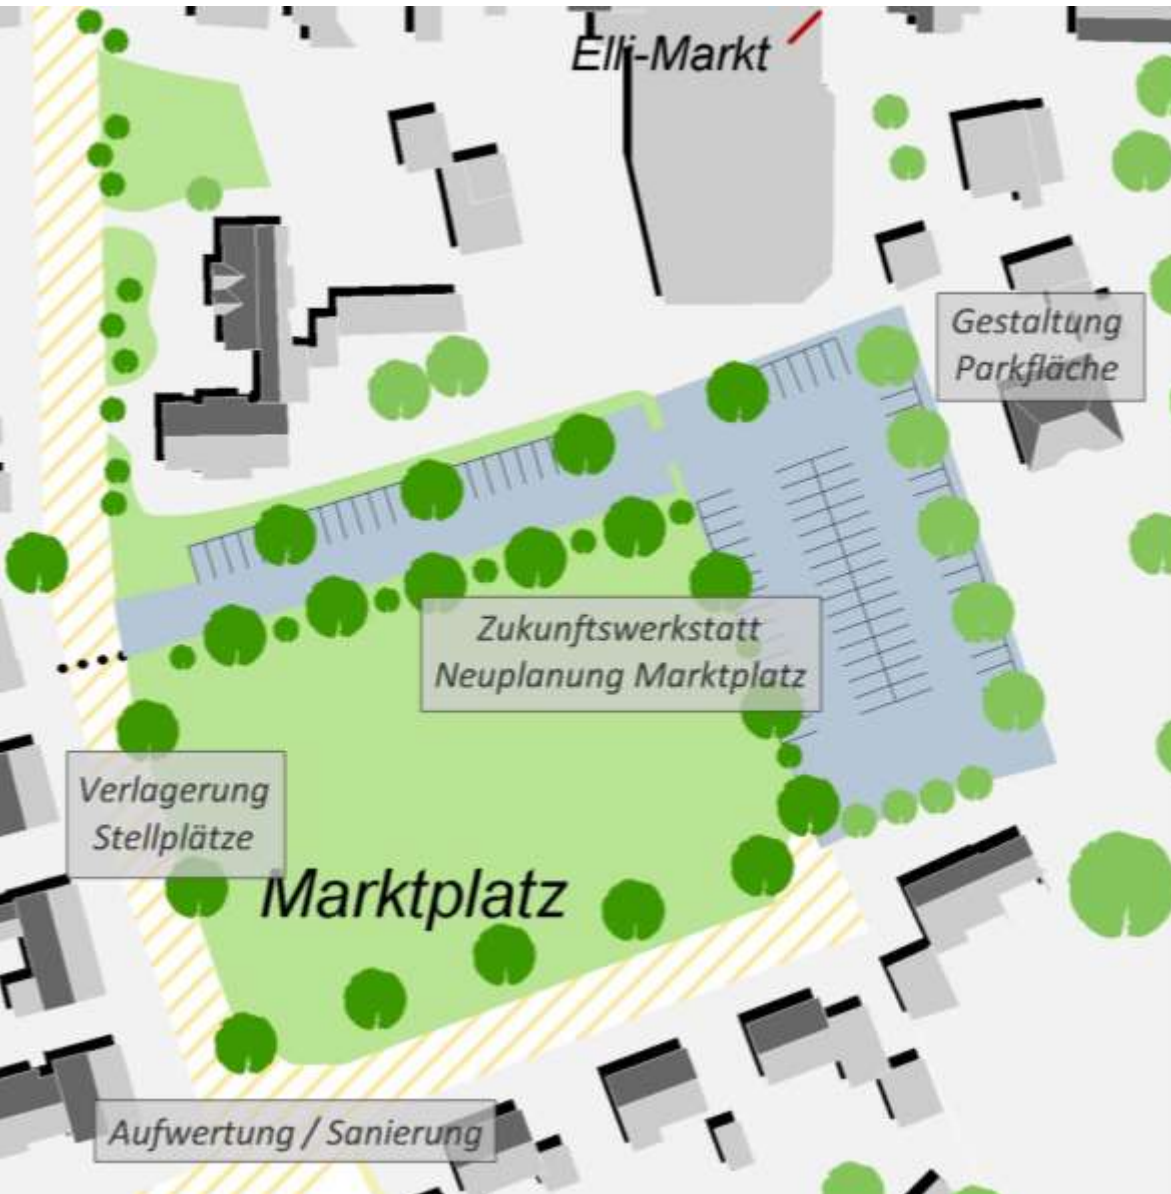 Elli-Markt
Gestaltung
Parkfläche
Zukunftswerkstatt
Neuplanung Marktplatz
Verlagerung
Stellplätze
Marktplatz
Aufwertung / Sanierung